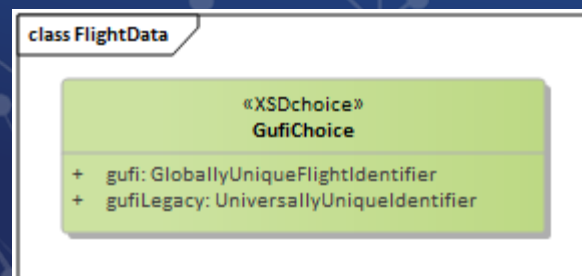 class FlightData
«XSDchoice»
GufiChoice
+ gufi: GloballyUniqueFlightIdentifier
+ gufiLegacy: UniversallyUniqueIdentifier